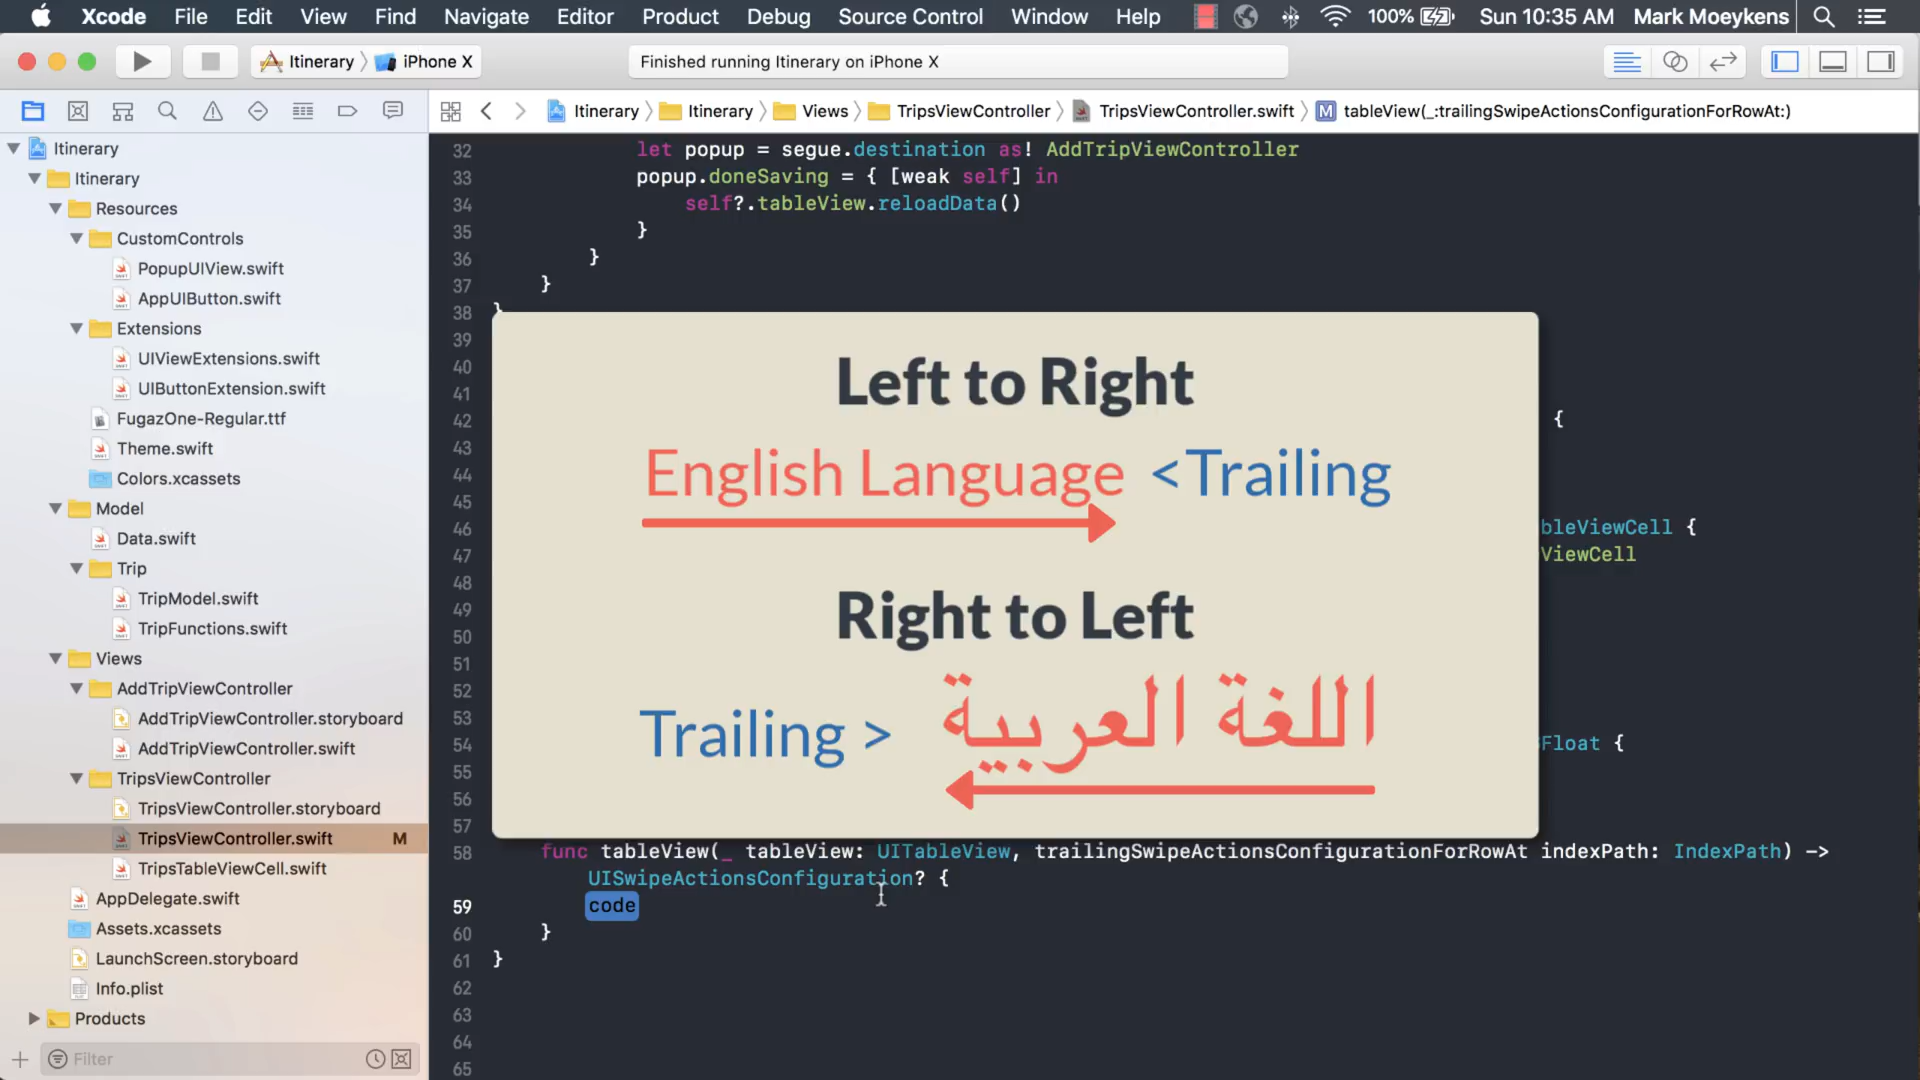 Xcode File Edit View Find Navigate Editor Product Debug Source Control Window Help 100% Sun 10:35 AM Mark Moeykens
Itinerary iPhone X
Finished running Itinerary on iPhone X
Itinerary Itinerary Views TripsViewController TripsViewController.swift M tableView(_:trailingSwipeActionsConfigurationForRowAt:)
Itinerary
Itinerary
Resources
CustomControls
PopupUIView.swift
AppUIButton.swift
Extensions
UIViewExtensions.swift
UIButtonExtension.swift
FugazOne-Regular.ttf
Theme.swift
Colors.xcassets
Model
Data.swift
Trip
TripModel.swift
TripFunctions.swift
Views
AddTripViewController
AddTripViewController.storyboard
AddTripViewController.swift
TripsViewController
TripsViewController.storyboard
TripsViewController.swift M
TripsTableViewCell.swift
AppDelegate.swift
Assets.xcassets
LaunchScreen.storyboard
Info.plist
Products
Filter
32 let popup = segue.destination as! AddTripViewController
33 popup.doneSaving = { [weak self] in
34 self?.tableView.reloadData()
35 }
36 }
37 }
38 }
39
40
41
42 {
43
44
45
46 bleViewCell {
47 ViewCell
48
49
50
51
52
53
54 Float {
55
56
57
Left to Right
English Language <Trailing
Right to Left
Trailing > اللغة العربية
58 func tableView(_ tableView: UITableView, trailingSwipeActionsConfigurationForRowAt indexPath: IndexPath) ->
UISwipeActionsConfiguration? {
59 code
60 }
61 }
62
63
64
65